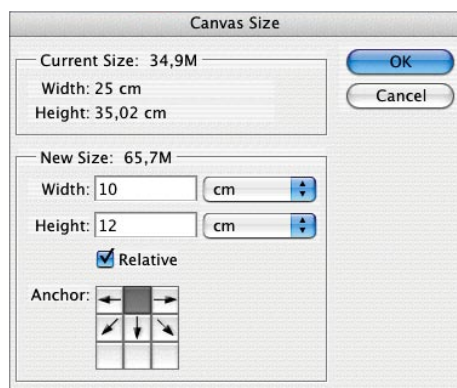 Canvas Size
Current Size: 34,9M
Width: 25 cm
Height: 35,02 cm
OK
Cancel
New Size: 65,7M
Width: 10 cm
Height: 12 cm
Relative
Anchor: